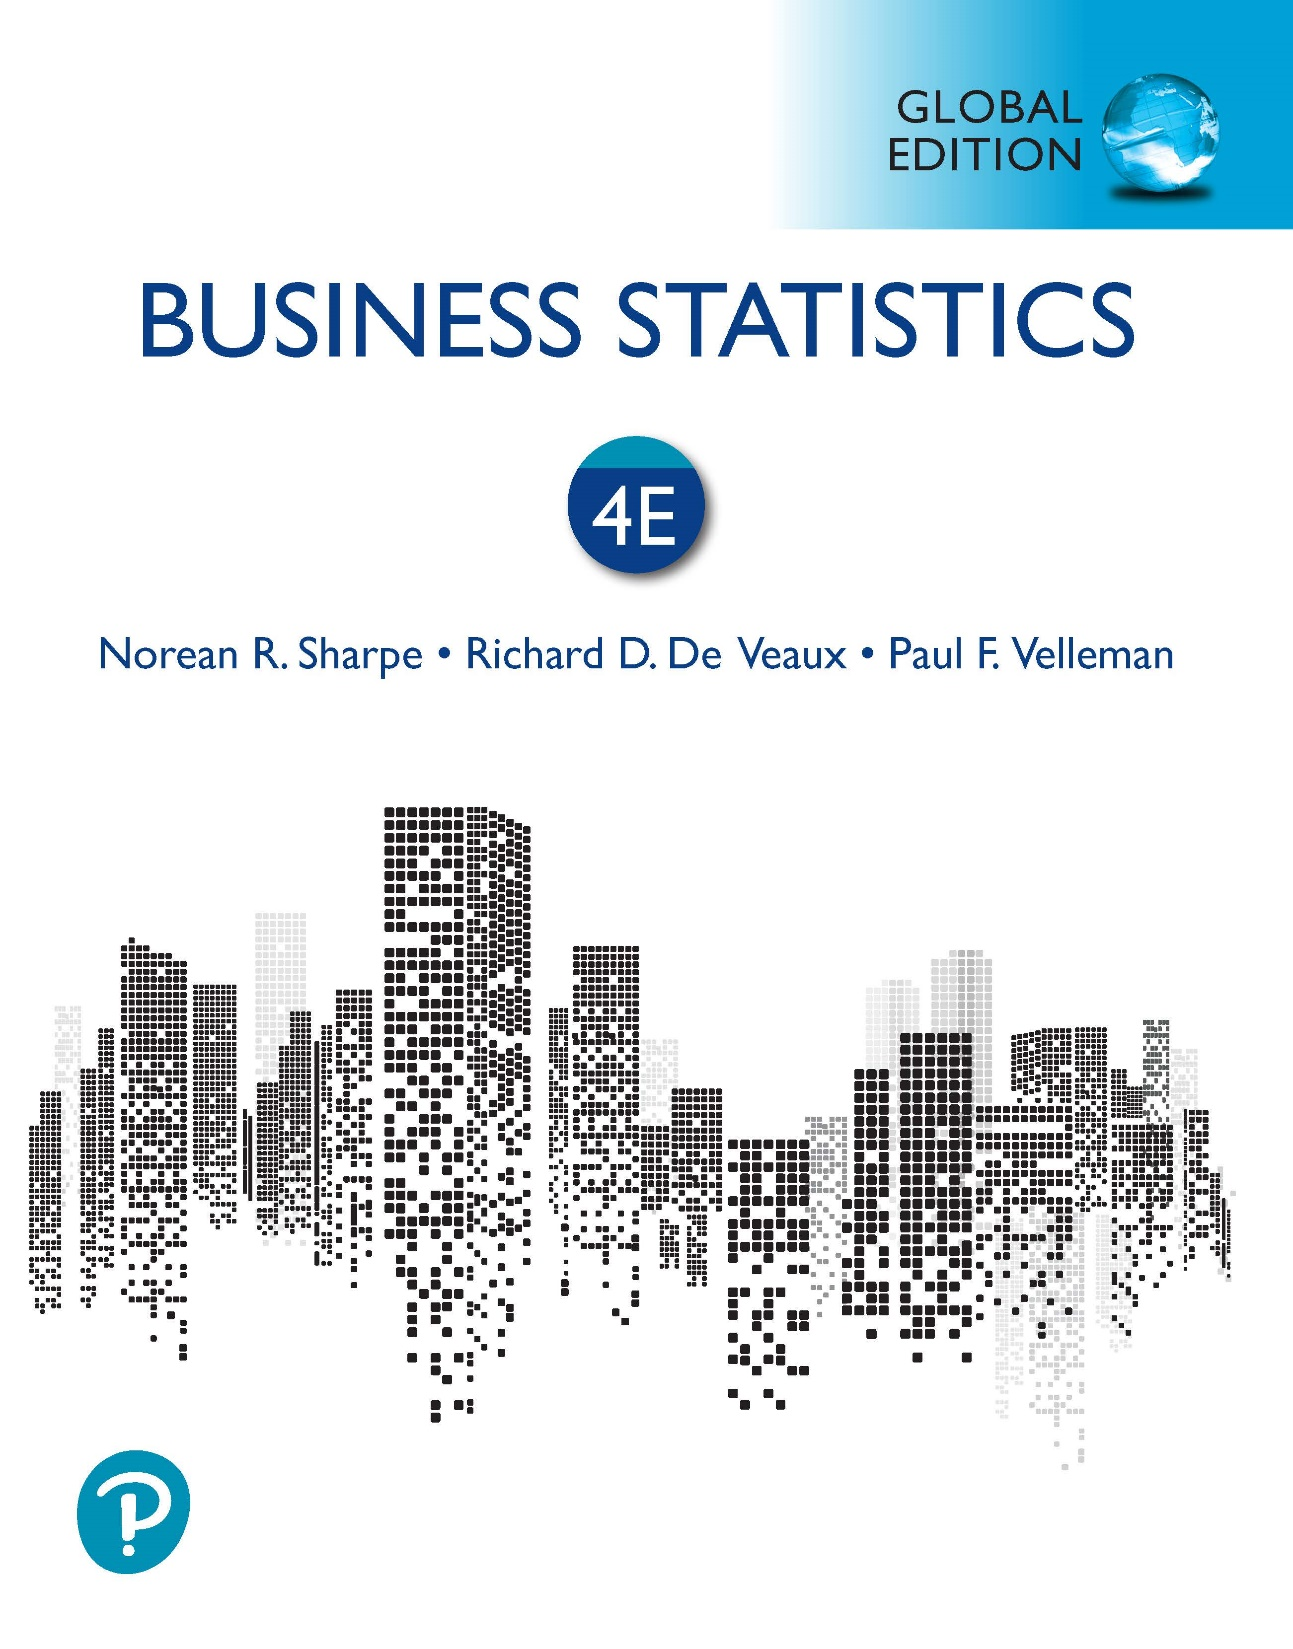 GLOBAL
EDITION
BUSINESS STATISTICS
4E
Norean R. Sharpe • Richard D. De Veaux • Paul F. Velleman
P